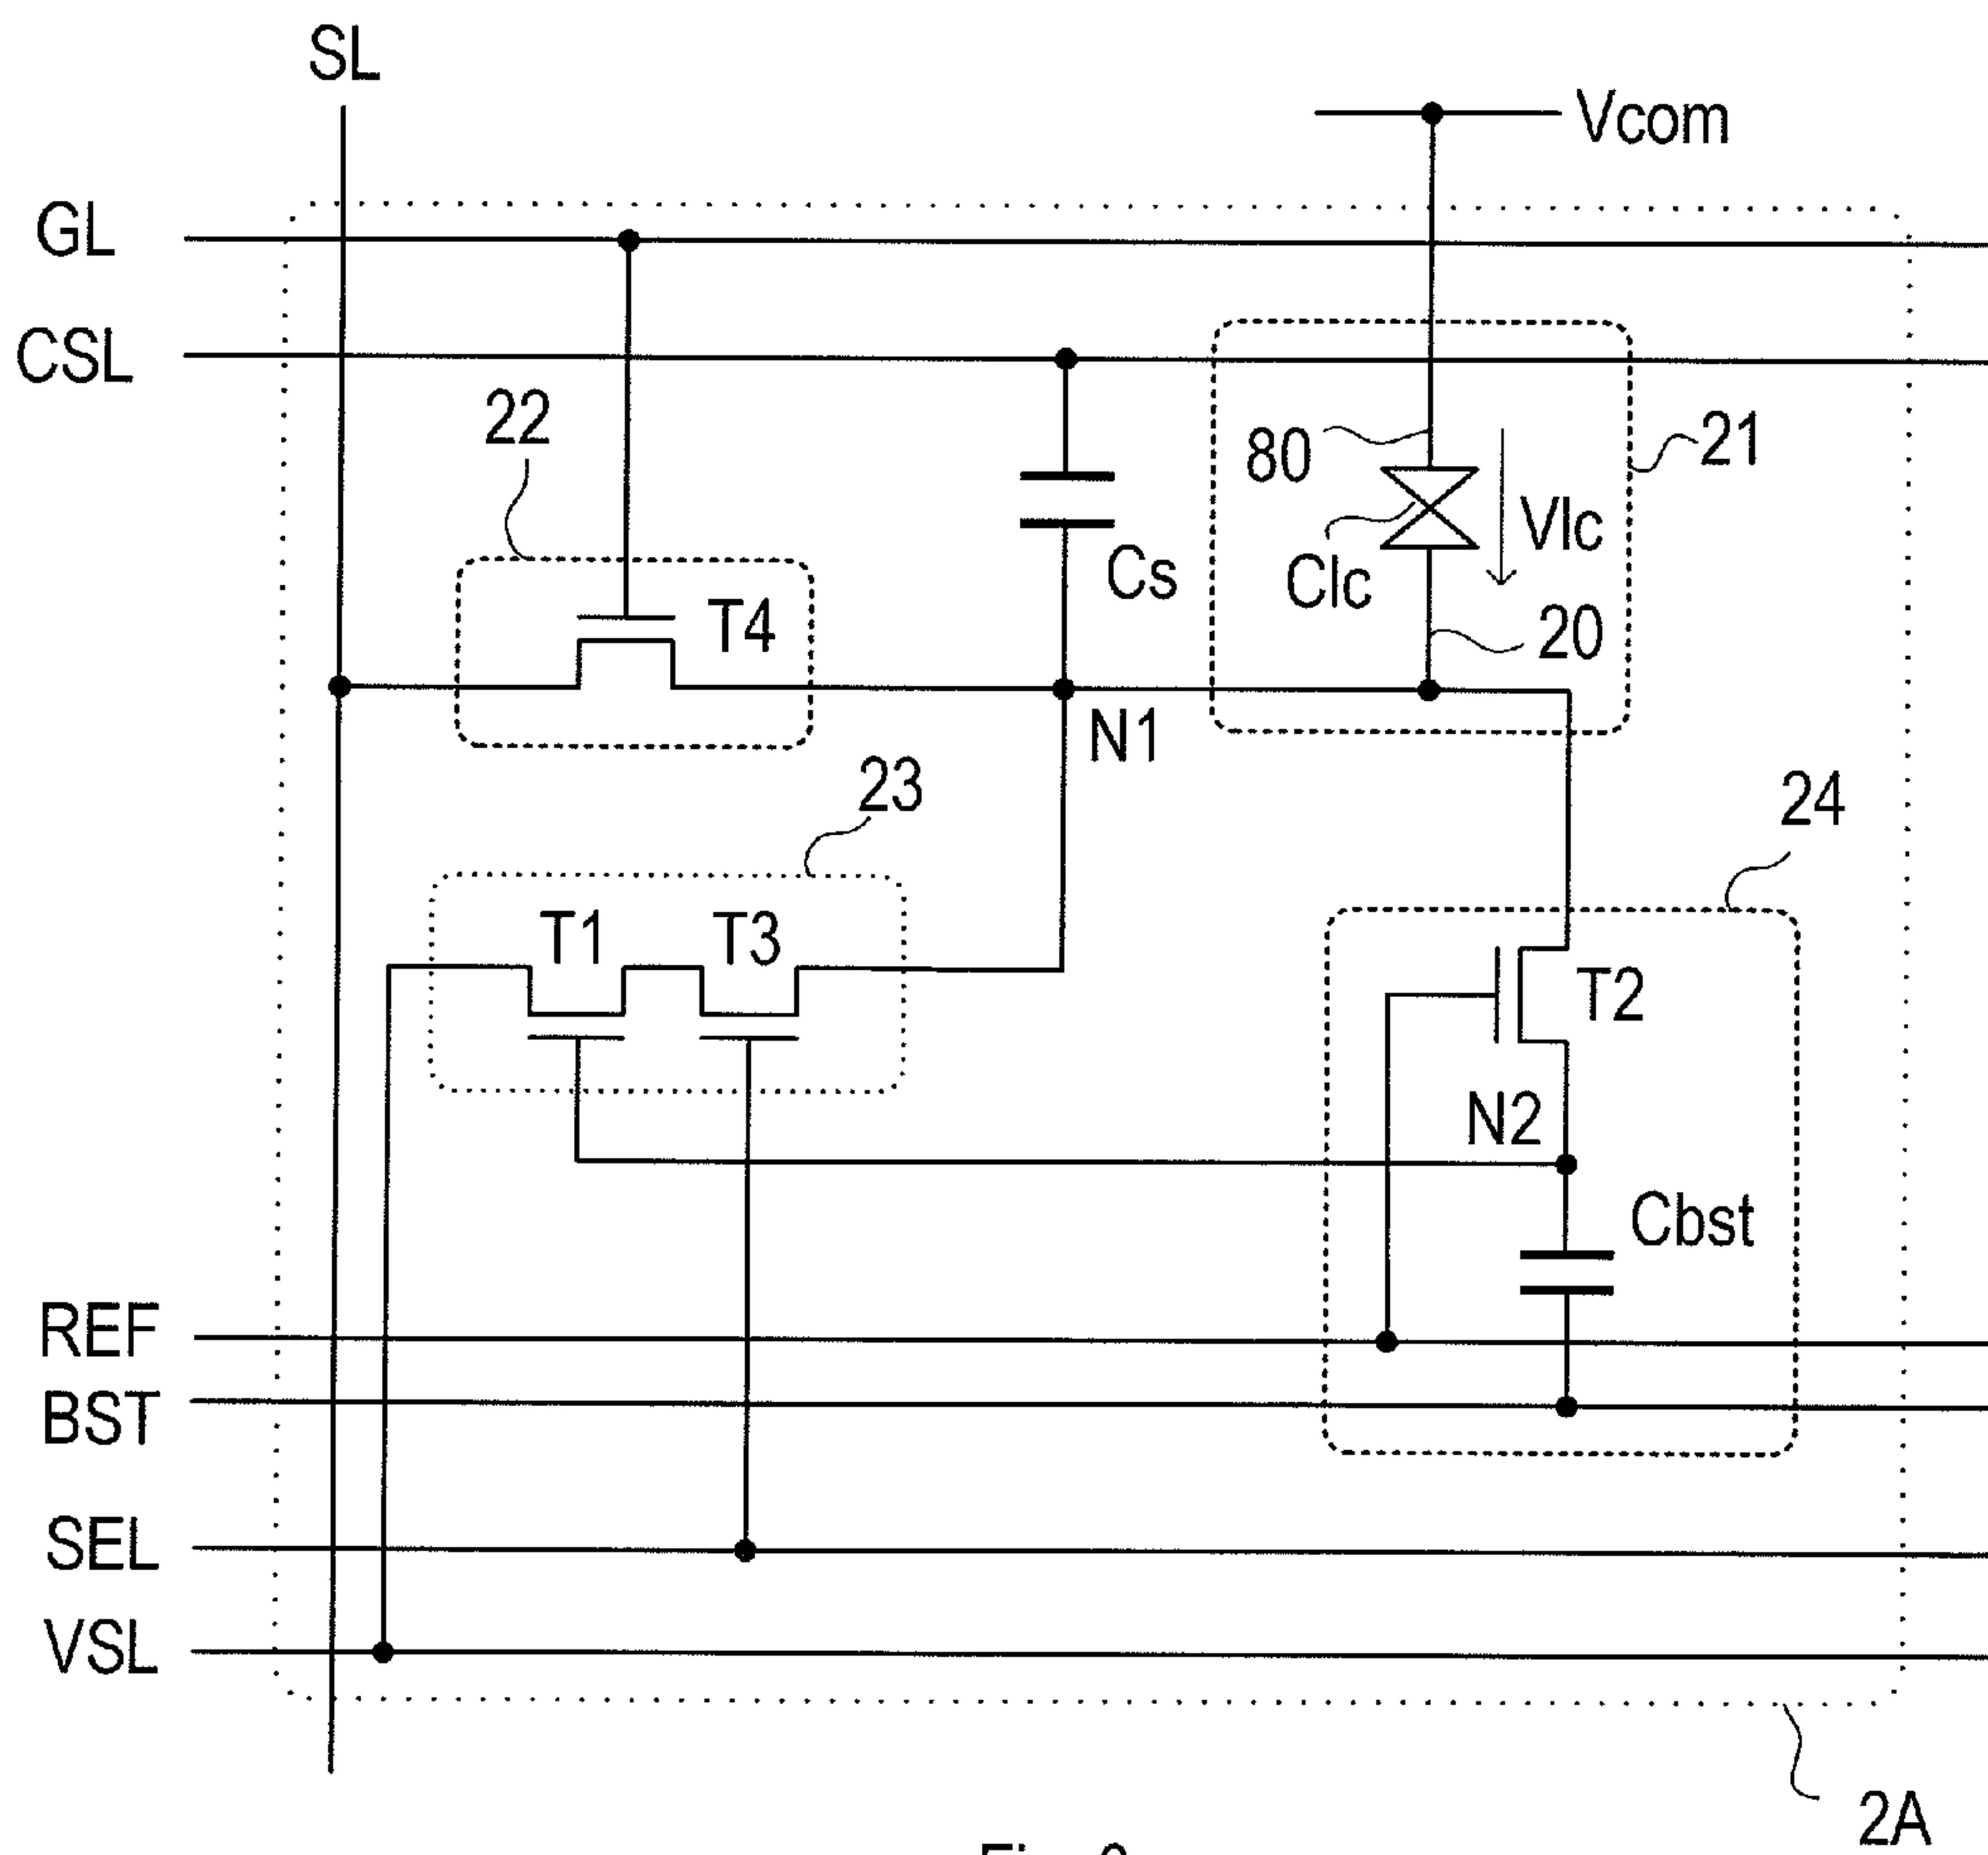 SL
Vcom
GL
CSL
22
80
21
Vlc
Clc
Cs
T4
20
N1
23
24
T1
T3
T2
N2
Cbst
REF
BST
SEL
VSL
2A